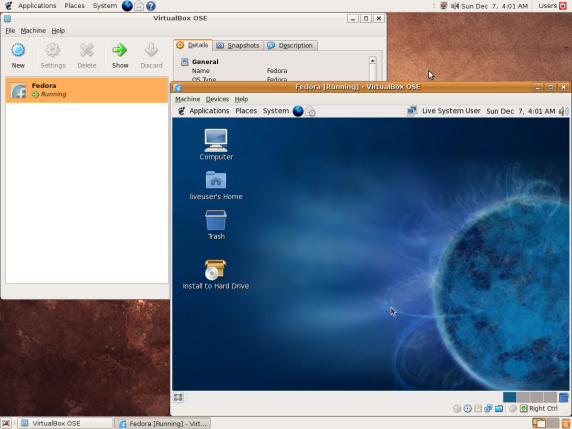 Applications Places System
Sun Dec 7, 4:01 AM Users
VirtualBox OSE
File Machine Help
New Settings Delete Show Discard
Details Snapshots Description
Fedora
Running
General
Name Fedora
OS Type Fedora
Fedora [Running] - VirtualBox OSE
Machine Devices Help
Applications Places System
Live System User Sun Dec 7, 4:01 AM
Computer
liveuser's Home
Trash
Install to Hard Drive
Right Ctrl
VirtualBox OSE
Fedora [Running] - Virt...